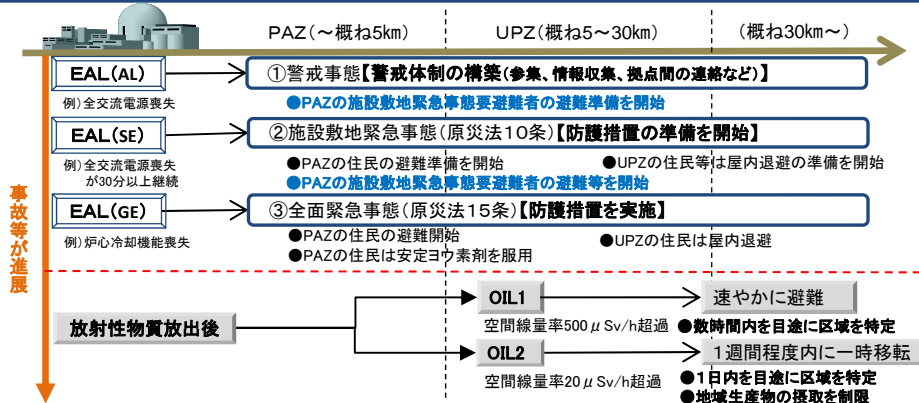 PAZ(～概ね5km)
UPZ(概ね5～30km)
(概ね30km～)
事故等が進展
EAL(AL)
例)全交流電源喪失
①警戒事態【警戒体制の構築(参集、情報収集、拠点間の連絡など)】
●PAZの施設敷地緊急事態要避難者の避難準備を開始
EAL(SE)
例)全交流電源喪失
が30分以上継続
②施設敷地緊急事態(原災法10条)【防護措置の準備を開始】
●PAZの住民の避難準備を開始
●UPZの住民等は屋内退避の準備を開始
●PAZの施設敷地緊急事態要避難者の避難等を開始
EAL(GE)
例)炉心冷却機能喪失
③全面緊急事態(原災法15条)【防護措置を実施】
●PAZの住民の避難開始
●UPZの住民は屋内退避
●PAZの住民は安定ヨウ素剤を服用
放射性物質放出後
OIL1
速やかに避難
空間線量率500μSv/h超過
●数時間内を目途に区域を特定
OIL2
1週間程度内に一時移転
空間線量率20μSv/h超過
●1日内を目途に区域を特定
●地域生産物の摂取を制限